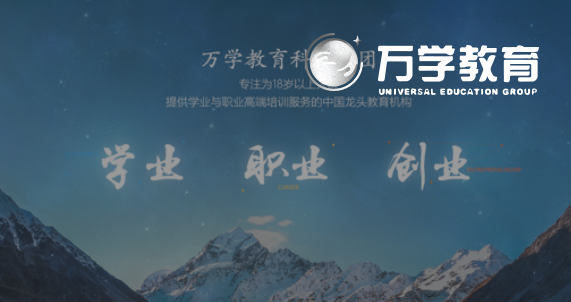 万学教育科 团
万学教育
UNIVERSAL EDUCATION GROUP
专注为18岁以上
提供学业与职业高端培训服务的中国龙头教育机构
学业 职业 创业